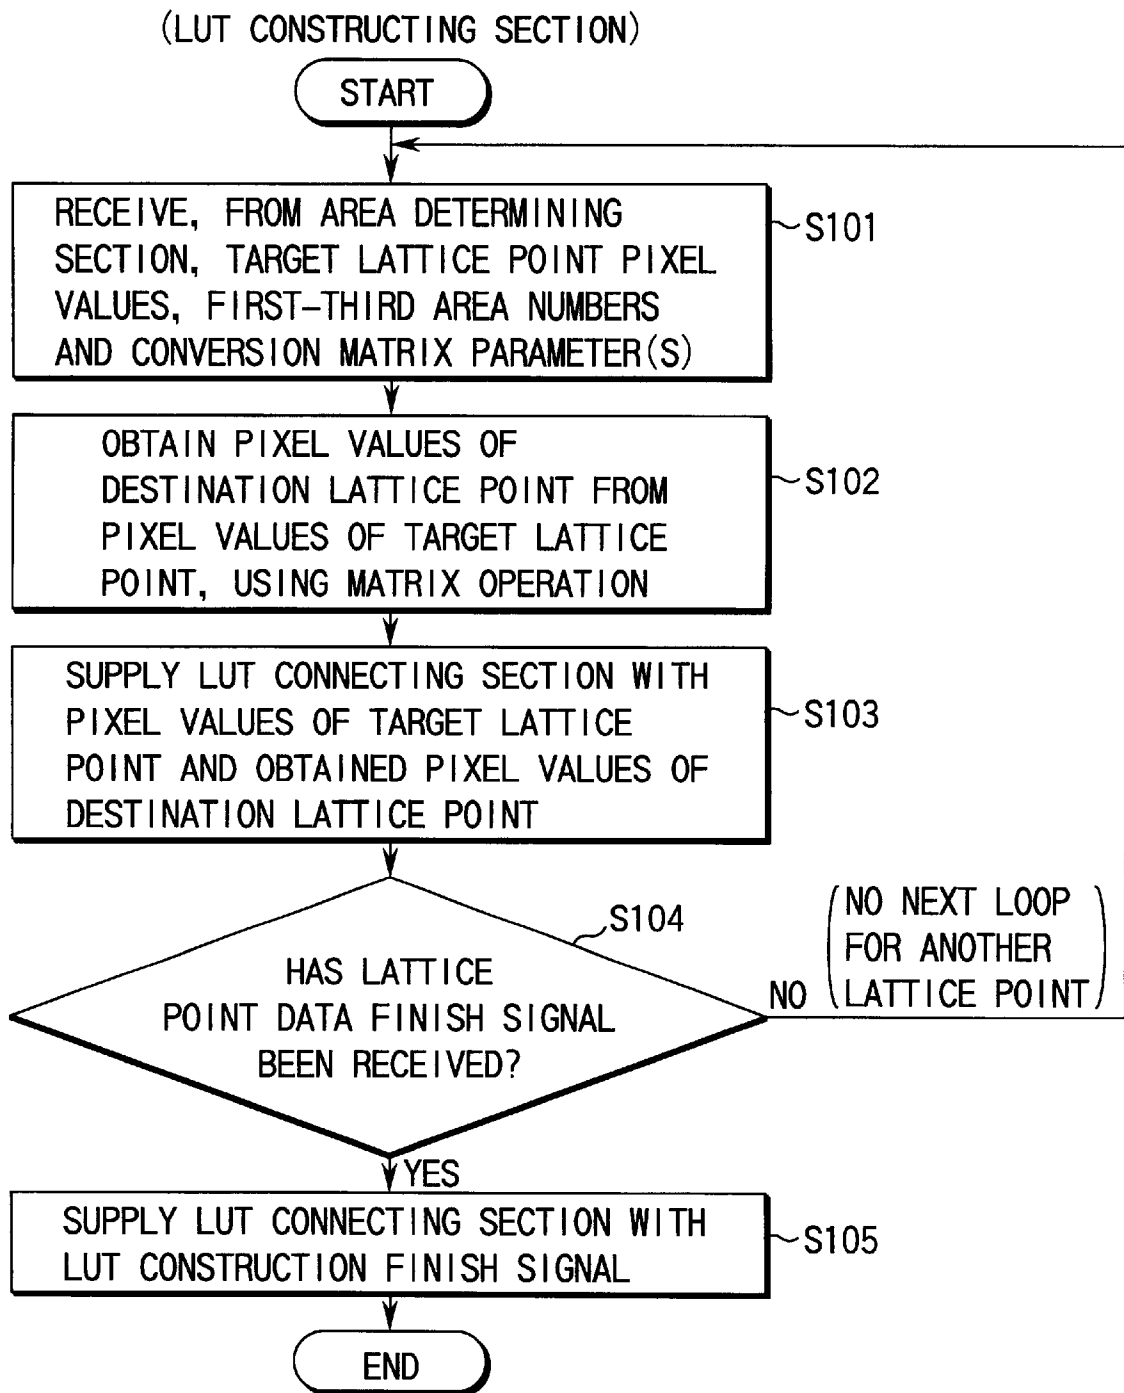 (LUT CONSTRUCTING SECTION)
START
RECEIVE, FROM AREA DETERMINING
SECTION, TARGET LATTICE POINT PIXEL
VALUES, FIRST-THIRD AREA NUMBERS
AND CONVERSION MATRIX PARAMETER(S)
S101
OBTAIN PIXEL VALUES OF
DESTINATION LATTICE POINT FROM
PIXEL VALUES OF TARGET LATTICE
POINT, USING MATRIX OPERATION
S102
SUPPLY LUT CONNECTING SECTION WITH
PIXEL VALUES OF TARGET LATTICE
POINT AND OBTAINED PIXEL VALUES OF
DESTINATION LATTICE POINT
S103
S104
HAS LATTICE
POINT DATA FINISH SIGNAL
BEEN RECEIVED?
NO
(NO NEXT LOOP
FOR ANOTHER
LATTICE POINT)
YES
SUPPLY LUT CONNECTING SECTION WITH
LUT CONSTRUCTION FINISH SIGNAL
S105
END